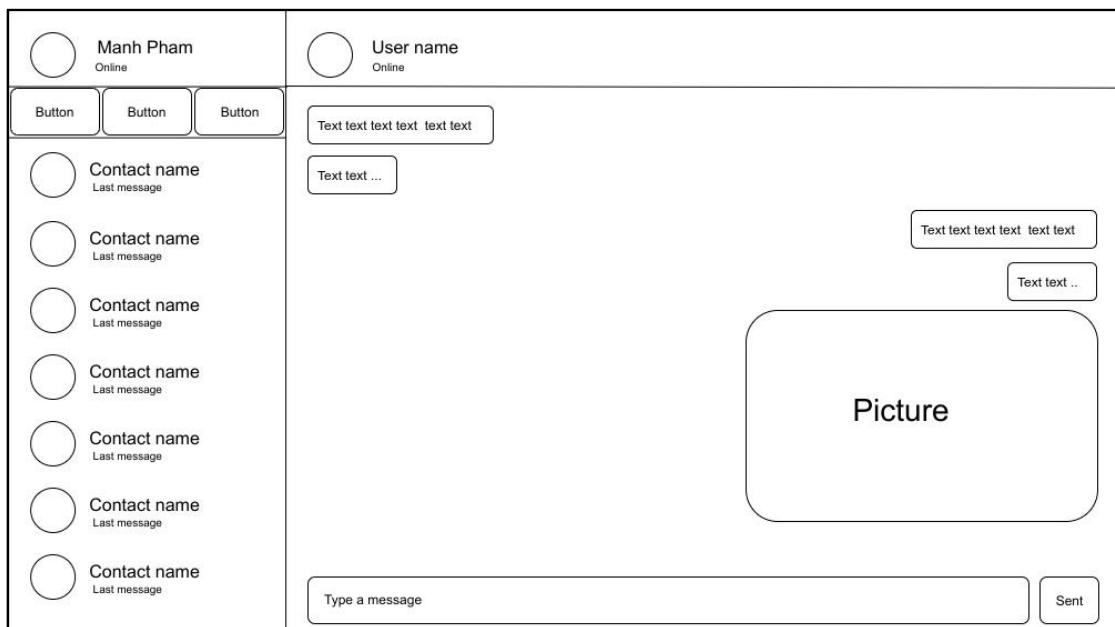 Manh Pham
Online
Button Button Button
Contact name
Last message
Contact name
Last message
Contact name
Last message
Contact name
Last message
Contact name
Last message
Contact name
Last message
Contact name
Last message
User name
Online
Text text text text  text text
Text text ...
Text text text text  text text
Text text ..
Picture
Type a message
Sent